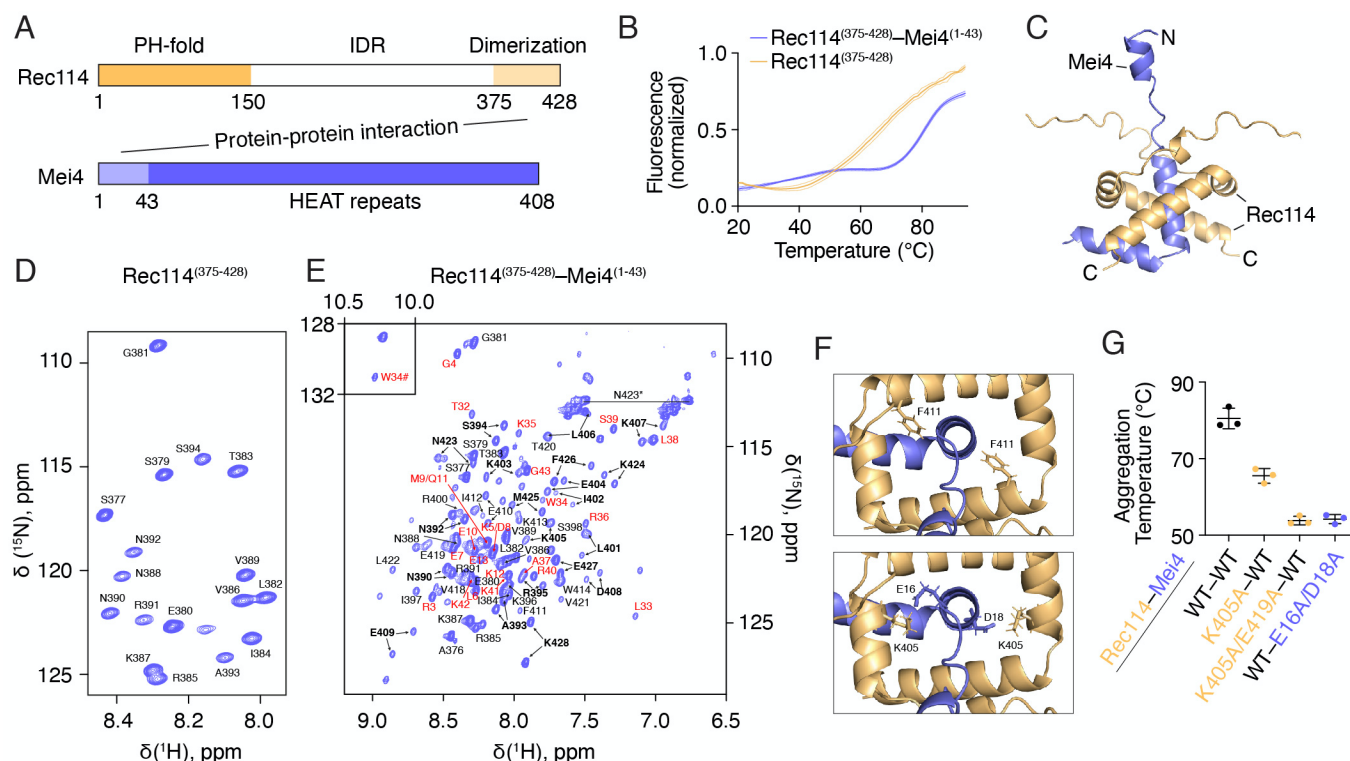 A
PH-fold
IDR
Dimerization
Rec114
1
150
375
428
Protein-protein interaction
Mei4
1
43
HEAT repeats
408
B
Rec114(375-428)–Mei4(1-43)
Rec114(375-428)
Fluorescence
(normalized)
1.0
0.5
0.0
20
40
60
80
Temperature (°C)
C
N
Mei4
Rec114
C
C
D
Rec114(375-428)
δ (15N), ppm
110
115
120
125
G381
S394
S379
T383
S377
N392
N388
V389
L382
V386
N390
R391
E380
I384
A393
K387
R385
8.4
8.2
8.0
δ(1H), ppm
E
Rec114(375-428)–Mei4(1-43)
10.5
10.0
128
132
W34#
G381
G4
N423*
T32
K35
S39
K407
S394
L406
L38
N423
S379
T383
T420
K403
F426
K424
S377
G43
E404
M9/Q11
M425
I402
R400
I412
W34
E410
R36
N392
K5/D8
K413
S398
N388
E10
V389
K405
L401
E419
E7
E13
L382
V386
A37
E427
L422
K12
R40
N390
R391
E380
R395
W414
D408
V418
L6
K41
I384
K396
V421
I397
R3
K42
F411
L33
A393
K387
K428
E409
R385
A376
110
115
120
125
δ(15N), ppm
9.0
8.5
8.0
7.5
7.0
6.5
δ(1H), ppm
F
F411
F411
E16
D18
K405
K405
G
Aggregation
Temperature (°C)
90
70
50
Rec114–Mei4
WT–WT
K405A–WT
K405A/E419A–WT
WT–E16A/D18A